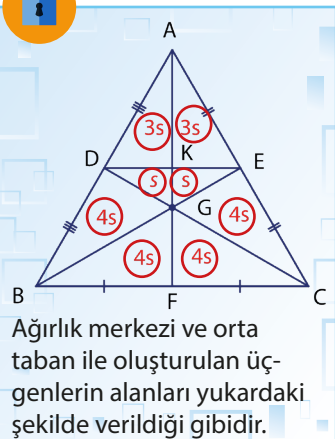 A
3s 3s
D K E
s s
4s G 4s
4s 4s
B F C
Ağırlık merkezi ve orta
taban ile oluşturulan üç-
genlerin alanları yukardaki
şekilde verildiği gibidir.